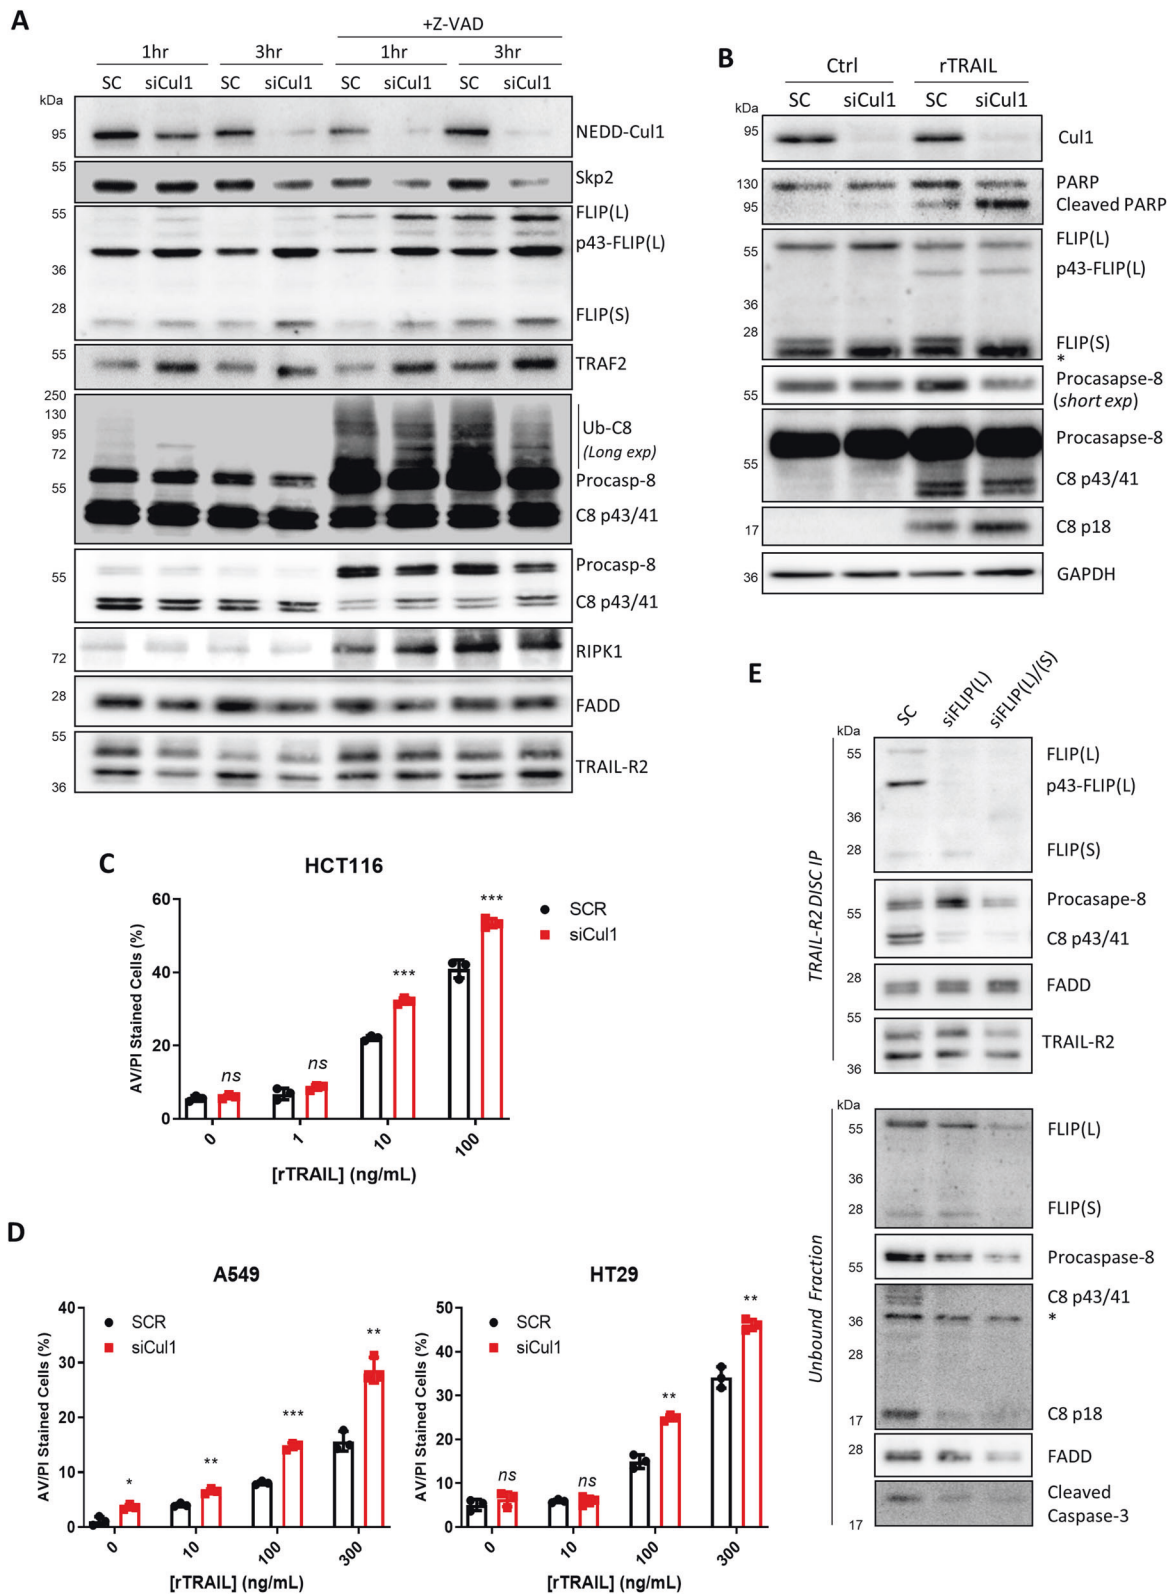 A
+Z-VAD
1hr 3hr 1hr 3hr
SC siCul1 SC siCul1 SC siCul1 SC siCul1
kDa
95
NEDD-Cul1
55
Skp2
55
FLIP(L)
p43-FLIP(L)
36
28
FLIP(S)
55
TRAF2
250
130
95
72
55
Ub-C8
(Long exp)
Procasp-8
C8 p43/41
Procasp-8
55
C8 p43/41
RIPK1
72
28
FADD
55
TRAIL-R2
36
B
Ctrl rTRAIL
SC siCul1 SC siCul1
kDa
95
Cul1
130
PARP
95
Cleaved PARP
FLIP(L)
55
p43-FLIP(L)
36
28
FLIP(S)
*
Procasapse-8
55
(short exp)
Procasapse-8
55
C8 p43/41
17
C8 p18
36
GAPDH
C
HCT116
AV/PI Stained Cells (%)
60
40
20
0
SCR
siCul1
ns
ns
***
***
0 1 10 100
[rTRAIL] (ng/mL)
D
A549
AV/PI Stained Cells (%)
40
30
20
10
0
SCR
siCul1
*
**
***
**
0 10 100 300
[rTRAIL] (ng/mL)
HT29
AV/PI Stained Cells (%)
50
40
30
20
10
0
SCR
siCul1
ns
ns
**
**
0 10 100 300
[rTRAIL] (ng/mL)
E
SC siFLIP(L) siFLIP(L)/(S)
TRAIL-R2 DISC IP
kDa
55
FLIP(L)
p43-FLIP(L)
36
28
FLIP(S)
Procasape-8
55
C8 p43/41
28
FADD
55
TRAIL-R2
36
Unbound Fraction
kDa
55
FLIP(L)
36
28
FLIP(S)
Procaspase-8
55
C8 p43/41
36
*
28
17
C8 p18
28
FADD
Cleaved
Caspase-3
17